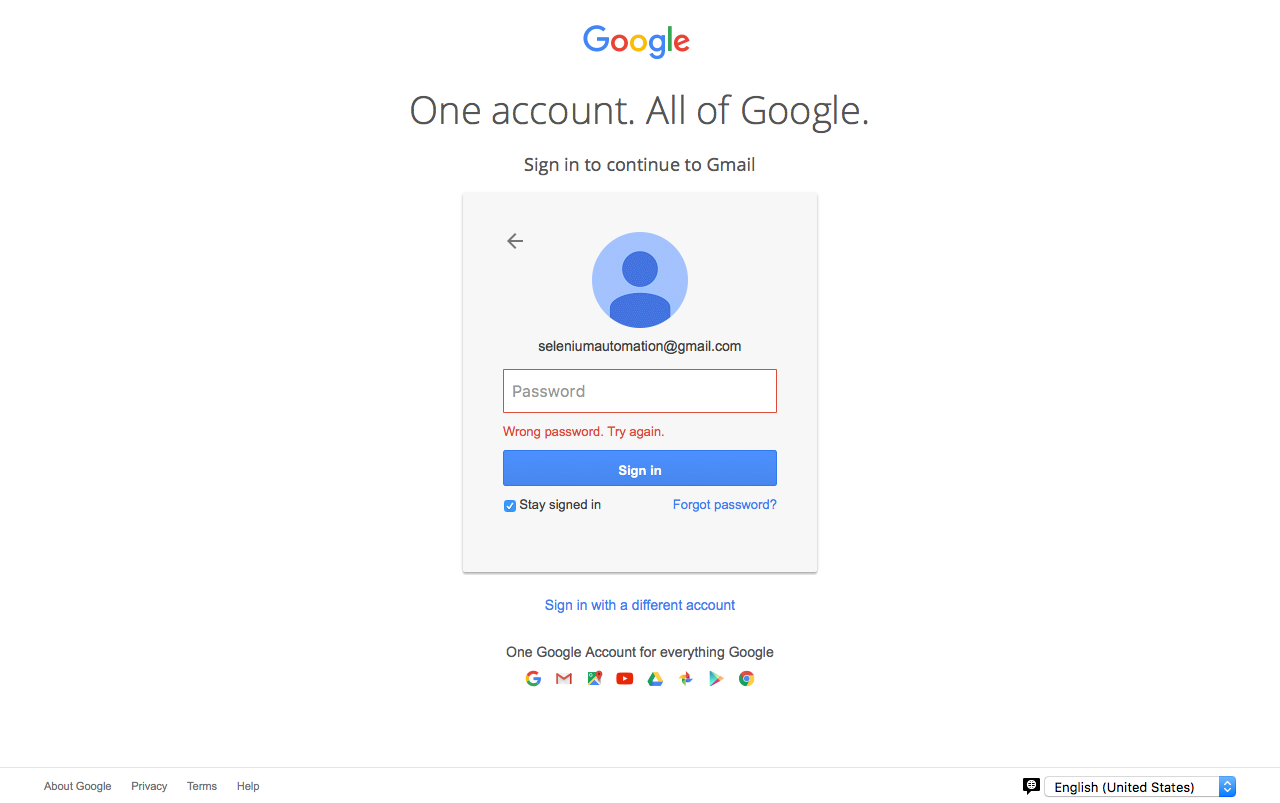 Google
One account. All of Google.
Sign in to continue to Gmail
seleniumautomation@gmail.com
Password
Wrong password. Try again.
Sign in
Stay signed in
Forgot password?
Sign in with a different account
One Google Account for everything Google
About Google
Privacy
Terms
Help
English (United States)